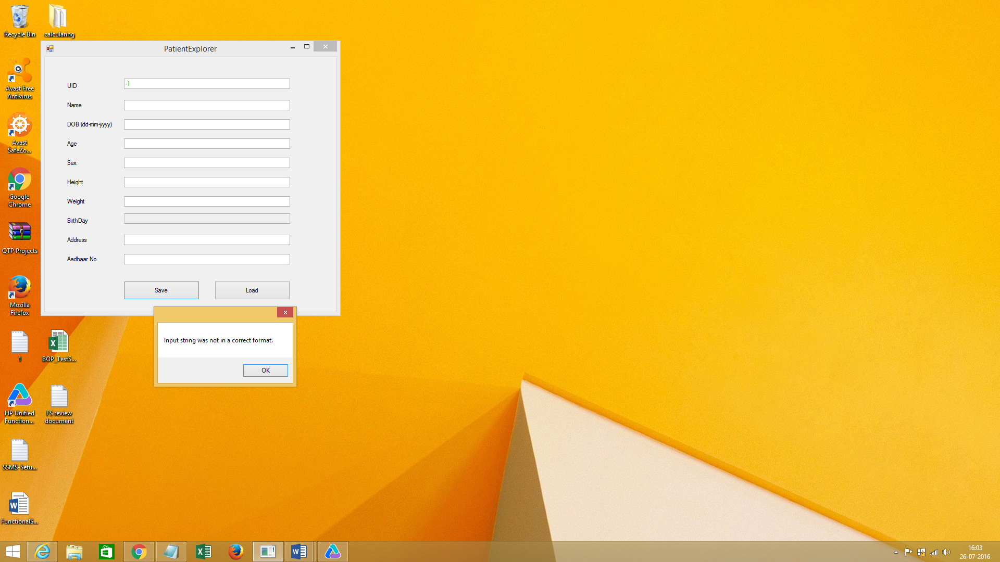 Recycle Bin
calcularing
Avast Free
Antivirus
Avast
SafeZo...
Google
Chrome
QTP Projects
Mozilla
Firefox
1
BOP_TestS...
HP Unified
Function...
FS review
document
SSMS-Setu...
FunctionalS...
PatientExplorer
UID
-1
Name
DOB (dd-mm-yyyy)
Age
Sex
Height
Weight
BirthDay
Address
Aadhaar No
Save
Load
Input string was not in a correct format.
OK
16:03
26-07-2016